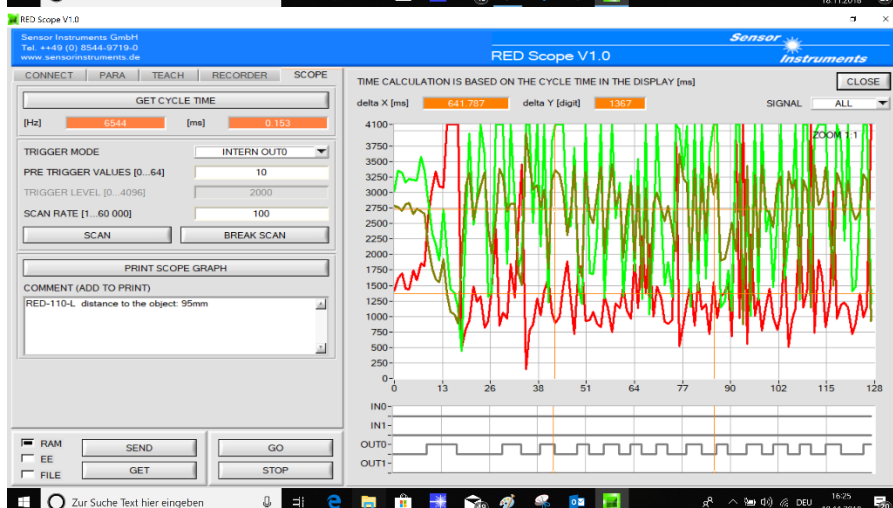 18.11.2018
RED Scope V1.0
Sensor Instruments GmbH
Tel. ++49 (0) 8544-9719-0
www.sensorinstruments.de
RED Scope V1.0
Sensor
Instruments
CONNECT PARA TEACH RECORDER SCOPE
GET CYCLE TIME
[Hz] 6544 [ms] 0.153
TRIGGER MODE INTERN OUT0
PRE TRIGGER VALUES [0...64] 10
TRIGGER LEVEL [0...4096] 2000
SCAN RATE [1...60 000] 100
SCAN BREAK SCAN
PRINT SCOPE GRAPH
COMMENT (ADD TO PRINT)
RED-110-L distance to the object: 95mm
RAM
EE
FILE
SEND GO
GET STOP
TIME CALCULATION IS BASED ON THE CYCLE TIME IN THE DISPLAY [ms]
CLOSE
delta X [ms] 641.787 delta Y [digit] 1367 SIGNAL ALL
ZOOM 1:1
4100
3750
3500
3250
3000
2750
2500
2250
2000
1750
1500
1250
1000
750
500
250
0
0 13 26 38 51 64 77 90 102 115 128
IN0
IN1
OUT0
OUT1
Zur Suche Text hier eingeben
DEU
16:25